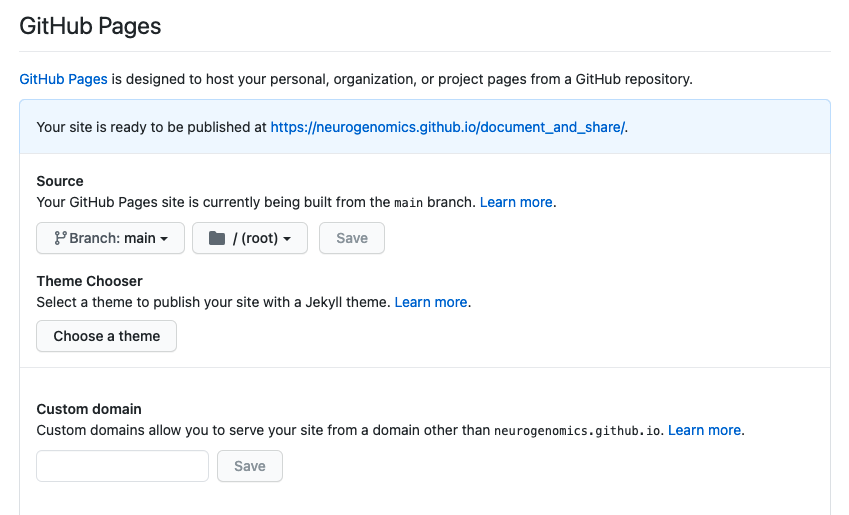 GitHub Pages
GitHub Pages is designed to host your personal, organization, or project pages from a GitHub repository.
Your site is ready to be published at https://neurogenomics.github.io/document_and_share/.
Source
Your GitHub Pages site is currently being built from the main branch. Learn more.
Branch: main / (root) Save
Theme Chooser
Select a theme to publish your site with a Jekyll theme. Learn more.
Choose a theme
Custom domain
Custom domains allow you to serve your site from a domain other than neurogenomics.github.io. Learn more.
Save